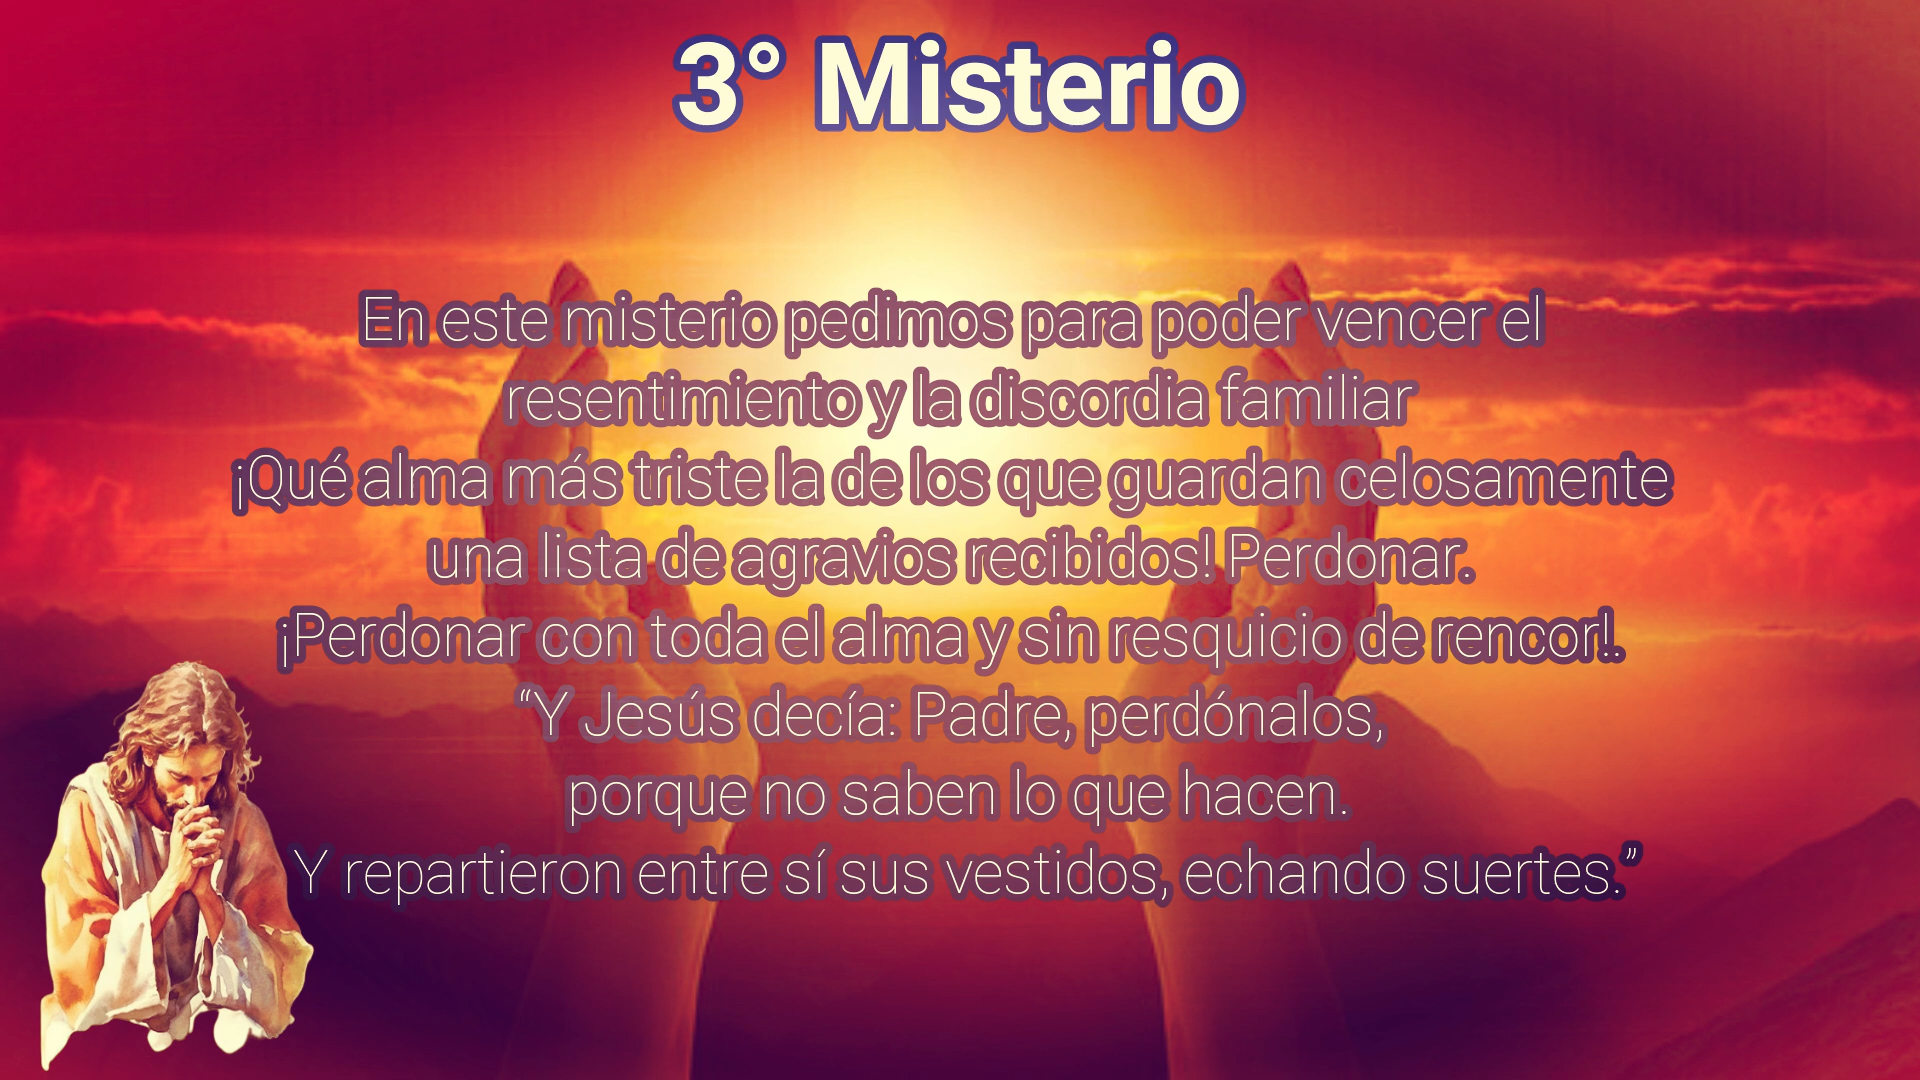 3° Misterio
En este misterio pedimos para poder vencer el
resentimiento y la discordia familiar
¡Qué alma más triste la de los que guardan celosamente
una lista de agravios recibidos! Perdonar.
¡Perdonar con toda el alma y sin resquicio de rencor!.
“Y Jesús decía: Padre, perdónalos,
porque no saben lo que hacen.
Y repartieron entre sí sus vestidos, echando suertes.”